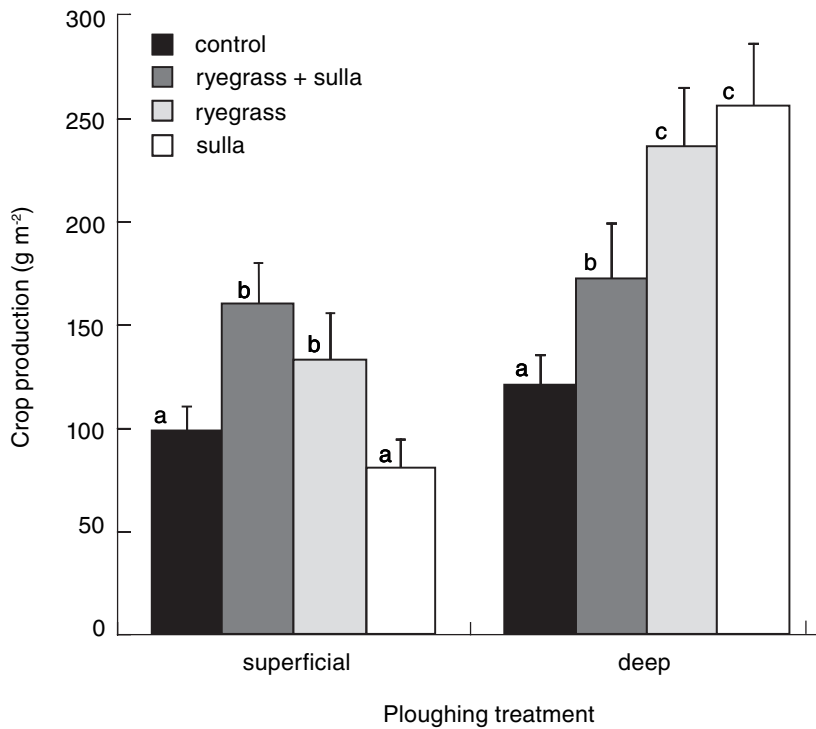 300
250
200
150
100
50
0
Crop production (g m⁻²)
control
ryegrass + sulla
ryegrass
sulla
a
b
b
a
a
b
c
c
superficial
deep
Ploughing treatment